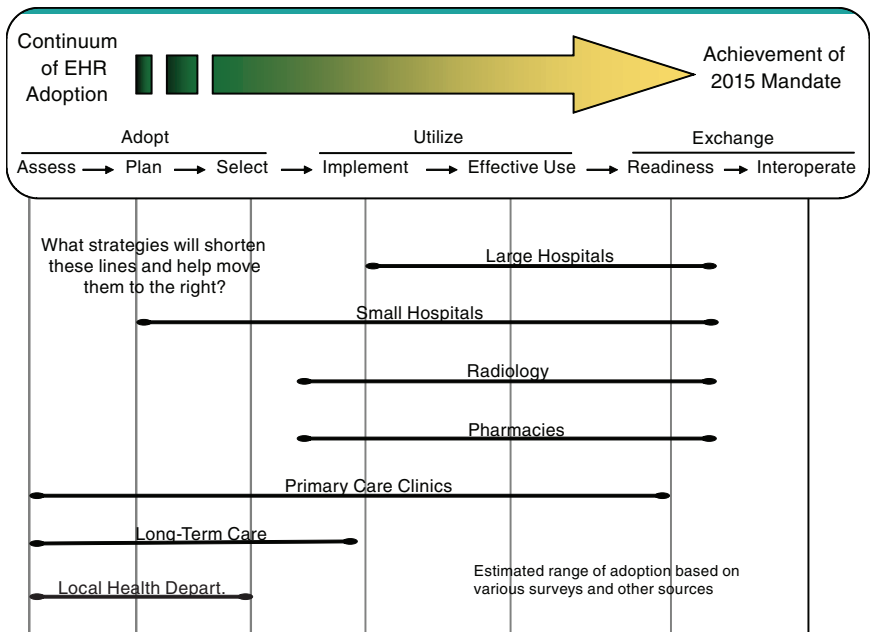 Continuum
of EHR
Adoption
Achievement of
2015 Mandate
Adopt
Utilize
Exchange
Assess
Plan
Select
Implement
Effective Use
Readiness
Interoperate
What strategies will shorten
these lines and help move
them to the right?
Large Hospitals
Small Hospitals
Radiology
Pharmacies
Primary Care Clinics
Long-Term Care
Local Health Depart.
Estimated range of adoption based on
various surveys and other sources